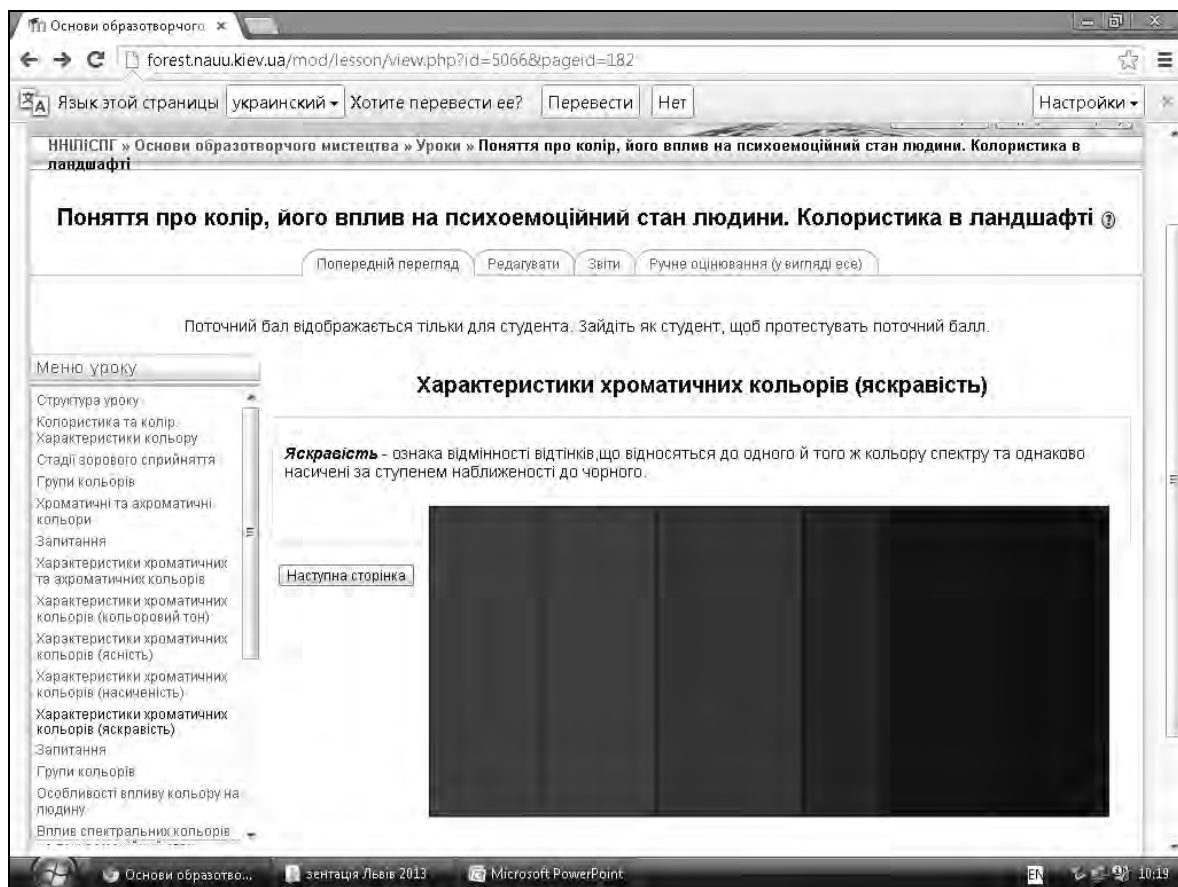 Основи образотворчого
forest.nauu.kiev.ua/mod/lesson/view.php?id=5066&pageid=182
Язык этой страницы украинский Хотите перевести ее? Перевести Нет Настройки
ННІЛіСПГ » Основи образотворчого мистецтва » Уроки » Поняття про колір, його вплив на психоемоційний стан людини. Колористика в
ландшафті
Поняття про колір, його вплив на психоемоційний стан людини. Колористика в ландшафті
Попередній перегляд Редагувати Звіти Ручне оцінювання (у вигляді есе)
Поточний бал відображається тільки для студента. Зайдіть як студент, щоб протестувать поточний балл.
Меню уроку
Структура уроку
Колористика та колір.
Характеристики кольору
Стадії зорового сприйняття
Групи кольорів
Хроматичні та ахроматичні
кольори
Запитання
Характеристики хроматичних
та ахроматичних кольорів
Характеристики хроматичних
кольорів (кольоровий тон)
Характеристики хроматичних
кольорів (ясність)
Характеристики хроматичних
кольорів (насиченість)
Характеристики хроматичних
кольорів (яскравість)
Запитання
Групи кольорів
Особливості впливу кольору на
людину
Вплив спектральних кольорів
Характеристики хроматичних кольорів (яскравість)
Яскравість - ознака відмінності відтінків,що відносяться до одного й того ж кольору спектру та однаково
насичені за ступенем наближеності до чорного.
Наступна сторінка
Основи образотво... зентація Львів 2013 Microsoft PowerPoint EN 10:19